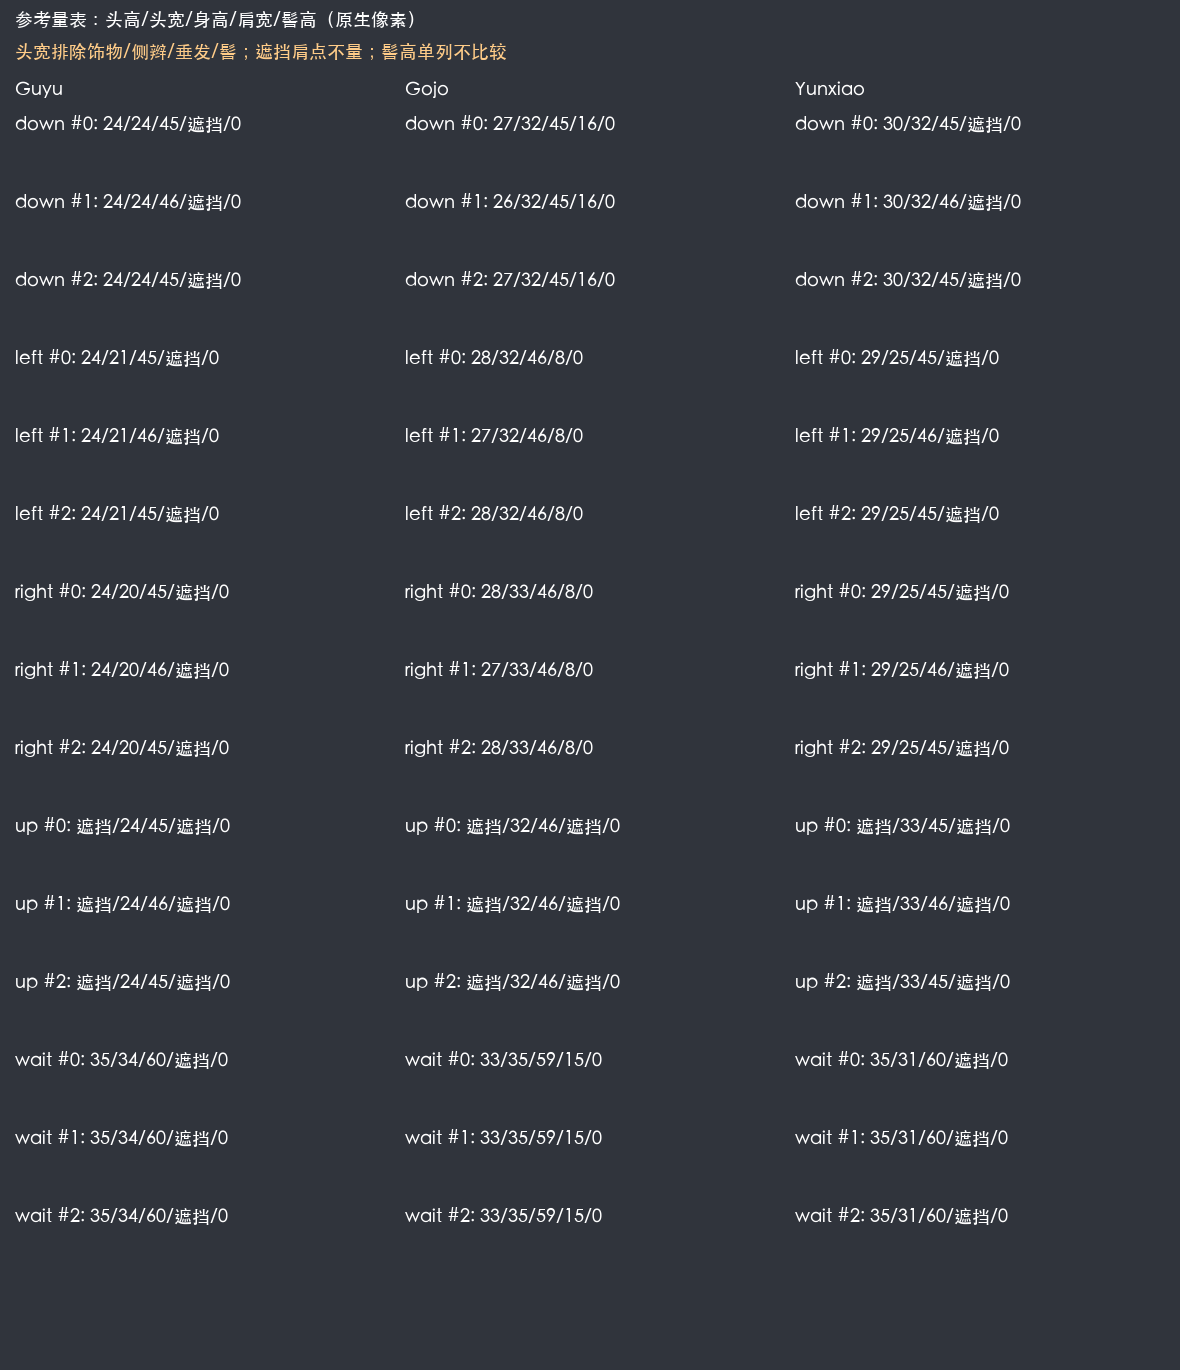 参考量表：头高/头宽/身高/肩宽/髻高（原生像素）
头宽排除饰物/侧辫/垂发/髻；遮挡肩点不量；髻高单列不比较
Guyu Gojo Yunxiao
down #0: 24/24/45/遮挡/0 down #0: 27/32/45/16/0 down #0: 30/32/45/遮挡/0
down #1: 24/24/46/遮挡/0 down #1: 26/32/45/16/0 down #1: 30/32/46/遮挡/0
down #2: 24/24/45/遮挡/0 down #2: 27/32/45/16/0 down #2: 30/32/45/遮挡/0
left #0: 24/21/45/遮挡/0 left #0: 28/32/46/8/0 left #0: 29/25/45/遮挡/0
left #1: 24/21/46/遮挡/0 left #1: 27/32/46/8/0 left #1: 29/25/46/遮挡/0
left #2: 24/21/45/遮挡/0 left #2: 28/32/46/8/0 left #2: 29/25/45/遮挡/0
right #0: 24/20/45/遮挡/0 right #0: 28/33/46/8/0 right #0: 29/25/45/遮挡/0
right #1: 24/20/46/遮挡/0 right #1: 27/33/46/8/0 right #1: 29/25/46/遮挡/0
right #2: 24/20/45/遮挡/0 right #2: 28/33/46/8/0 right #2: 29/25/45/遮挡/0
up #0: 遮挡/24/45/遮挡/0 up #0: 遮挡/32/46/遮挡/0 up #0: 遮挡/33/45/遮挡/0
up #1: 遮挡/24/46/遮挡/0 up #1: 遮挡/32/46/遮挡/0 up #1: 遮挡/33/46/遮挡/0
up #2: 遮挡/24/45/遮挡/0 up #2: 遮挡/32/46/遮挡/0 up #2: 遮挡/33/45/遮挡/0
wait #0: 35/34/60/遮挡/0 wait #0: 33/35/59/15/0 wait #0: 35/31/60/遮挡/0
wait #1: 35/34/60/遮挡/0 wait #1: 33/35/59/15/0 wait #1: 35/31/60/遮挡/0
wait #2: 35/34/60/遮挡/0 wait #2: 33/35/59/15/0 wait #2: 35/31/60/遮挡/0